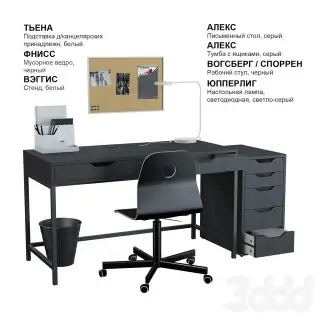 ТЬЕНА
Подставка д/канцелярских
принадлежн, белый
ФНИСС
Мусорное ведро,
черный
ВЭГГИС
Стенд, белый
АЛЕКС
Письменный стол, серый
АЛЕКС
Тумба с ящиками, серый
ВОГСБЕРГ / СПОРРЕН
Рабочий стул, черный
ЮППЕРЛИГ
Настольная лампа,
светодиодная, светло-серый
3ddd